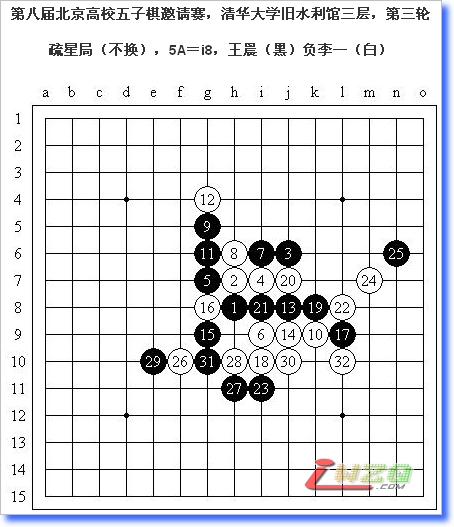 第八届北京高校五子棋邀请赛，清华大学旧水利馆三层，第三轮
疏星局（不换），5A＝i8，王晨（黑）负李一（白）
a b c d e f g h i j k l m n o
1
2
3
4 12
5 9
6 11 8 7 3 25
7 5 2 4 20 24
8 16 1 21 13 19 22
9 15 6 14 10 17
10 29 26 31 28 18 30 32
11 27 23
12
13
14
15
iWZQ
.COM